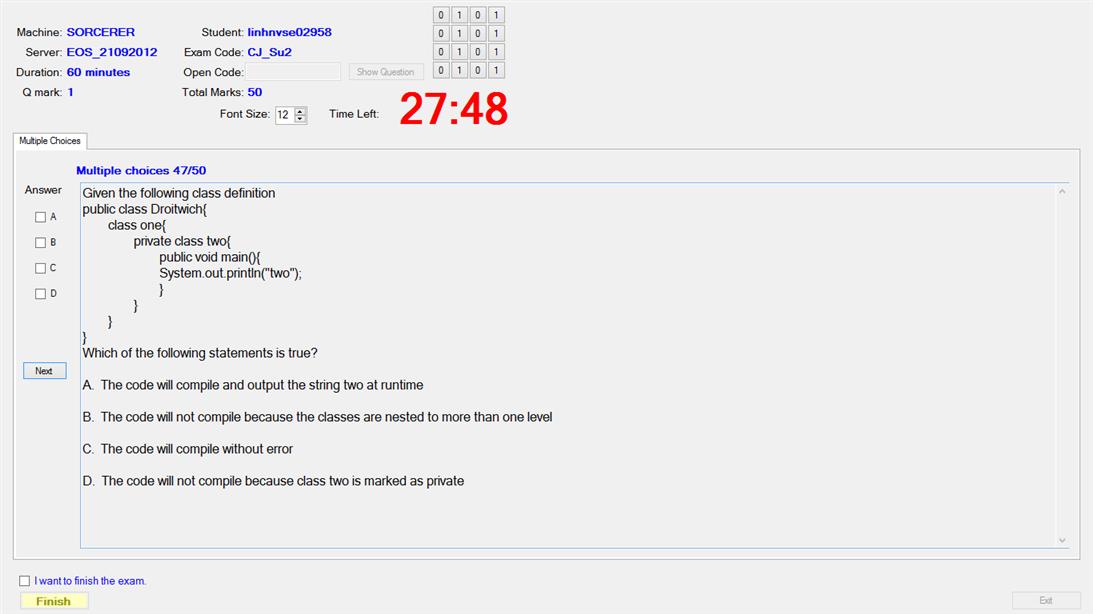 0 1 0 1
Machine: SORCERER Student: linhnvse02958 0 1 0 1
Server: EOS_21092012 Exam Code: CJ_Su2 0 1 0 1
Duration: 60 minutes Open Code: Show Question 0 1 0 1
Q mark: 1 Total Marks: 50
Font Size: 12 Time Left: 27:48
Multiple Choices
Multiple choices 47/50
Answer
A
B
C
D
Next
Given the following class definition
public class Droitwich{
class one{
private class two{
public void main(){
System.out.println("two");
}
}
}
}
Which of the following statements is true?
A. The code will compile and output the string two at runtime
B. The code will not compile because the classes are nested to more than one level
C. The code will compile without error
D. The code will not compile because class two is marked as private
I want to finish the exam.
Finish Exit